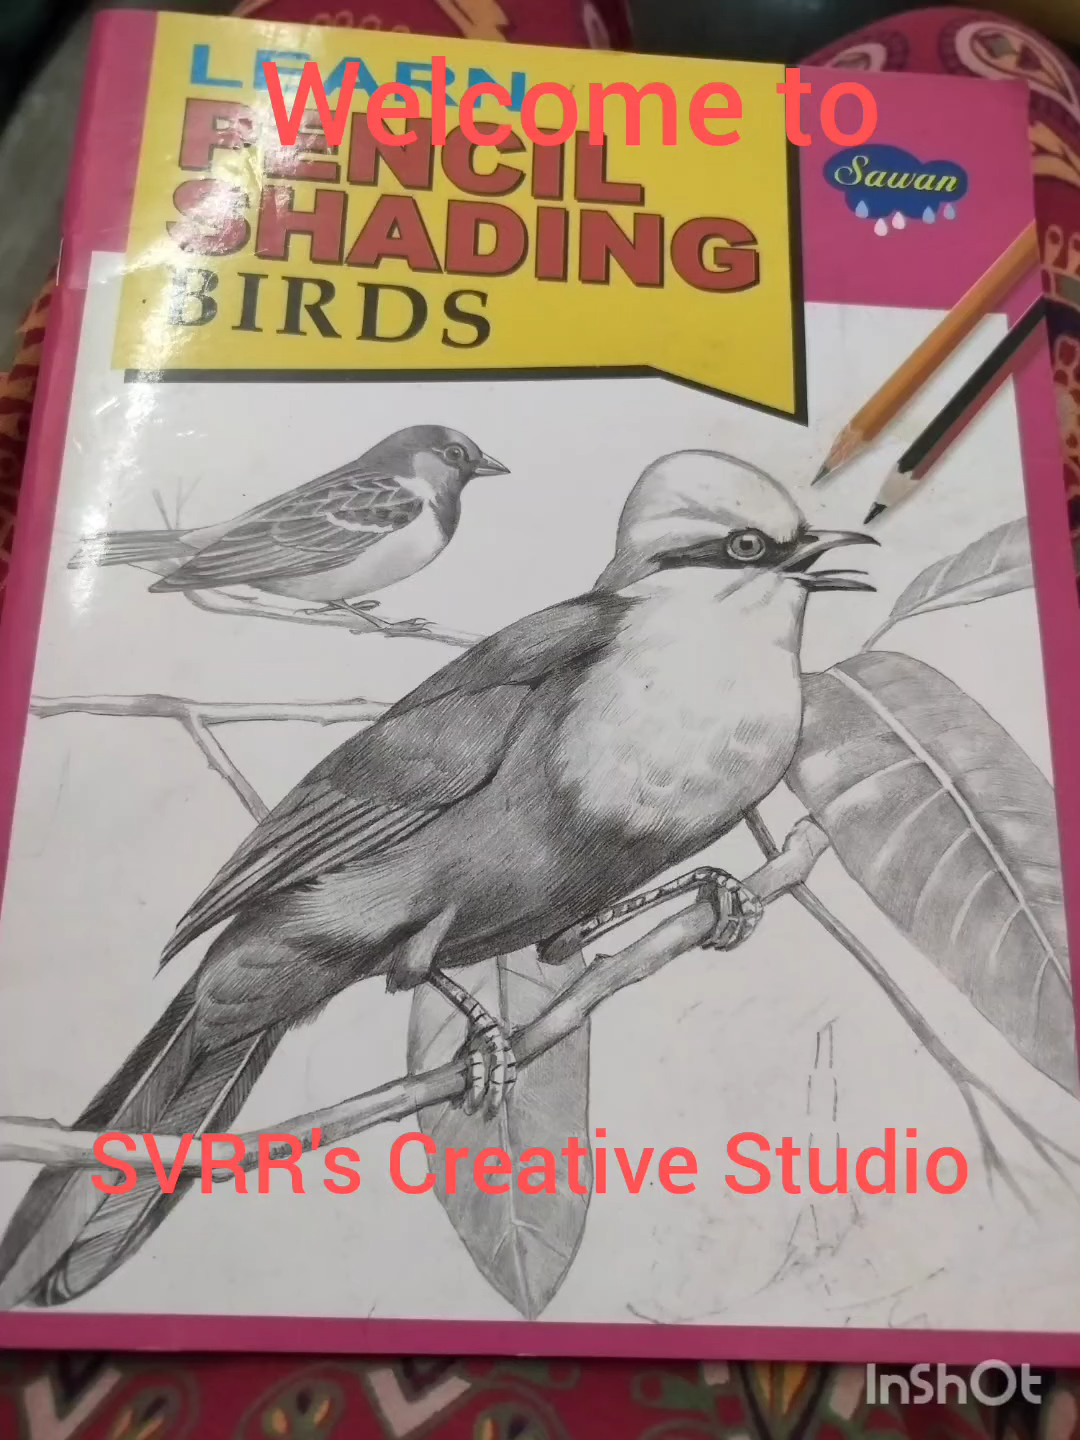 LEARN
Welcome to
PENCIL
SHADING
BIRDS
Sawan
SVRR's Creative Studio
InShOt